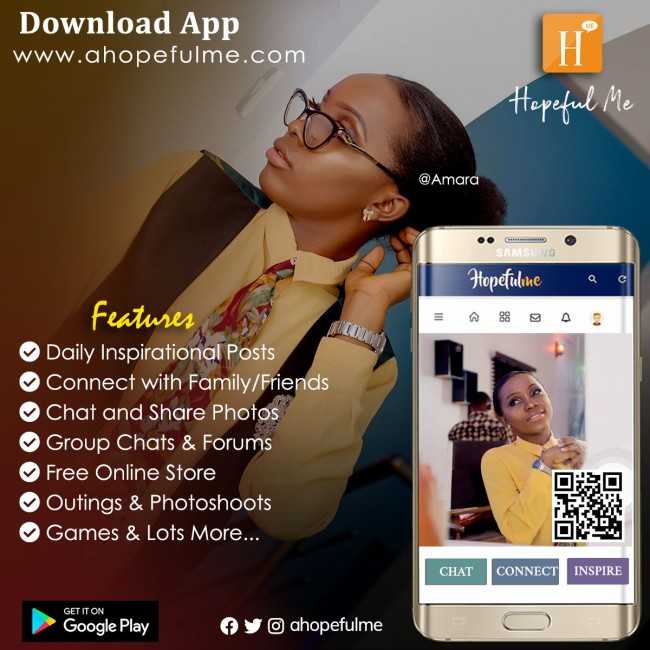 Download App
www.ahopefulme.com
H
ME
Hopeful Me
@Amara
SAMSUNG
Hopefulme
Features
Daily Inspirational Posts
Connect with Family/Friends
Chat and Share Photos
Group Chats & Forums
Free Online Store
Outings & Photoshoots
Games & Lots More...
CHAT CONNECT INSPIRE
GET IT ON
Google Play
ahopefulme